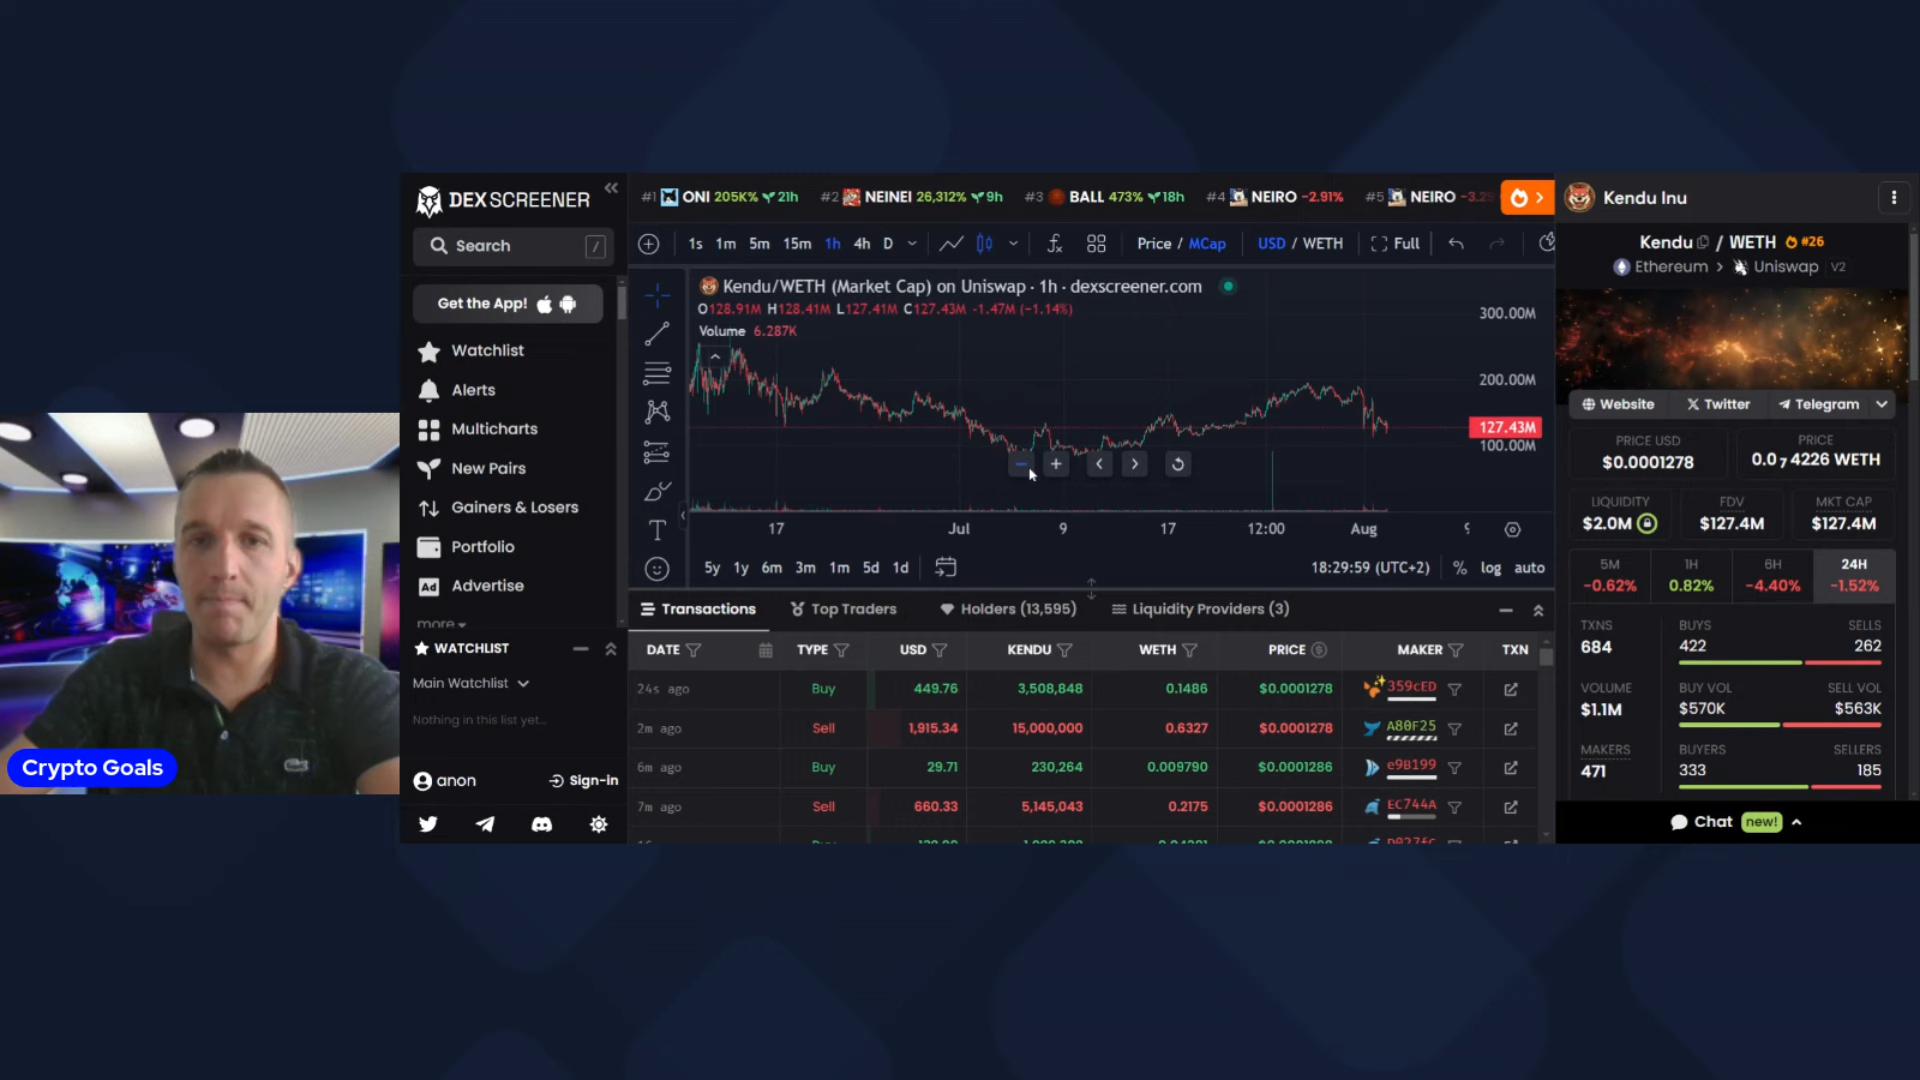 DEXSCREENER
Search /
Get the App!
Watchlist
Alerts
Multicharts
New Pairs
Gainers & Losers
Portfolio
Ad Advertise
more
WATCHLIST
Main Watchlist
Nothing in this list yet...
anon Sign-in
Crypto Goals
#1 ONI 205K% 21h #2 NEINEI 26,312% 9h #3 BALL 473% 18h #4 NEIRO -2.91% #5 NEIRO
1s 1m 5m 15m 1h 4h D Price / MCap USD / WETH Full
Kendu/WETH (Market Cap) on Uniswap · 1h · dexscreener.com
O128.91M H128.41M L127.41M C127.43M -1.47M (-1.14%)
Volume 6.287K
300.00M
200.00M
127.43M
100.00M
17 Jul 9 17 12:00 Aug
5y 1y 6m 3m 1m 5d 1d 18:29:59 (UTC+2) % log auto
Transactions Top Traders Holders (13,595) Liquidity Providers (3)
DATE TYPE USD KENDU WETH PRICE MAKER TXN
24s ago Buy 449.76 3,508,848 0.1486 $0.0001278 359cED
2m ago Sell 1,915.34 15,000,000 0.6327 $0.0001278 A80F25
6m ago Buy 29.71 230,264 0.009790 $0.0001286 e9B199
7m ago Sell 660.33 5,145,043 0.2175 $0.0001286 EC744A
Kendu Inu
Kendu / WETH #26
Ethereum > Uniswap V2
Website Twitter Telegram
PRICE USD PRICE
$0.0001278 0.0₇4226 WETH
LIQUIDITY FDV MKT CAP
$2.0M $127.4M $127.4M
5M 1H 6H 24H
-0.62% 0.82% -4.40% -1.52%
TXNS BUYS SELLS
684 422 262
VOLUME BUY VOL SELL VOL
$1.1M $570K $563K
MAKERS BUYERS SELLERS
471 333 185
Chat new!